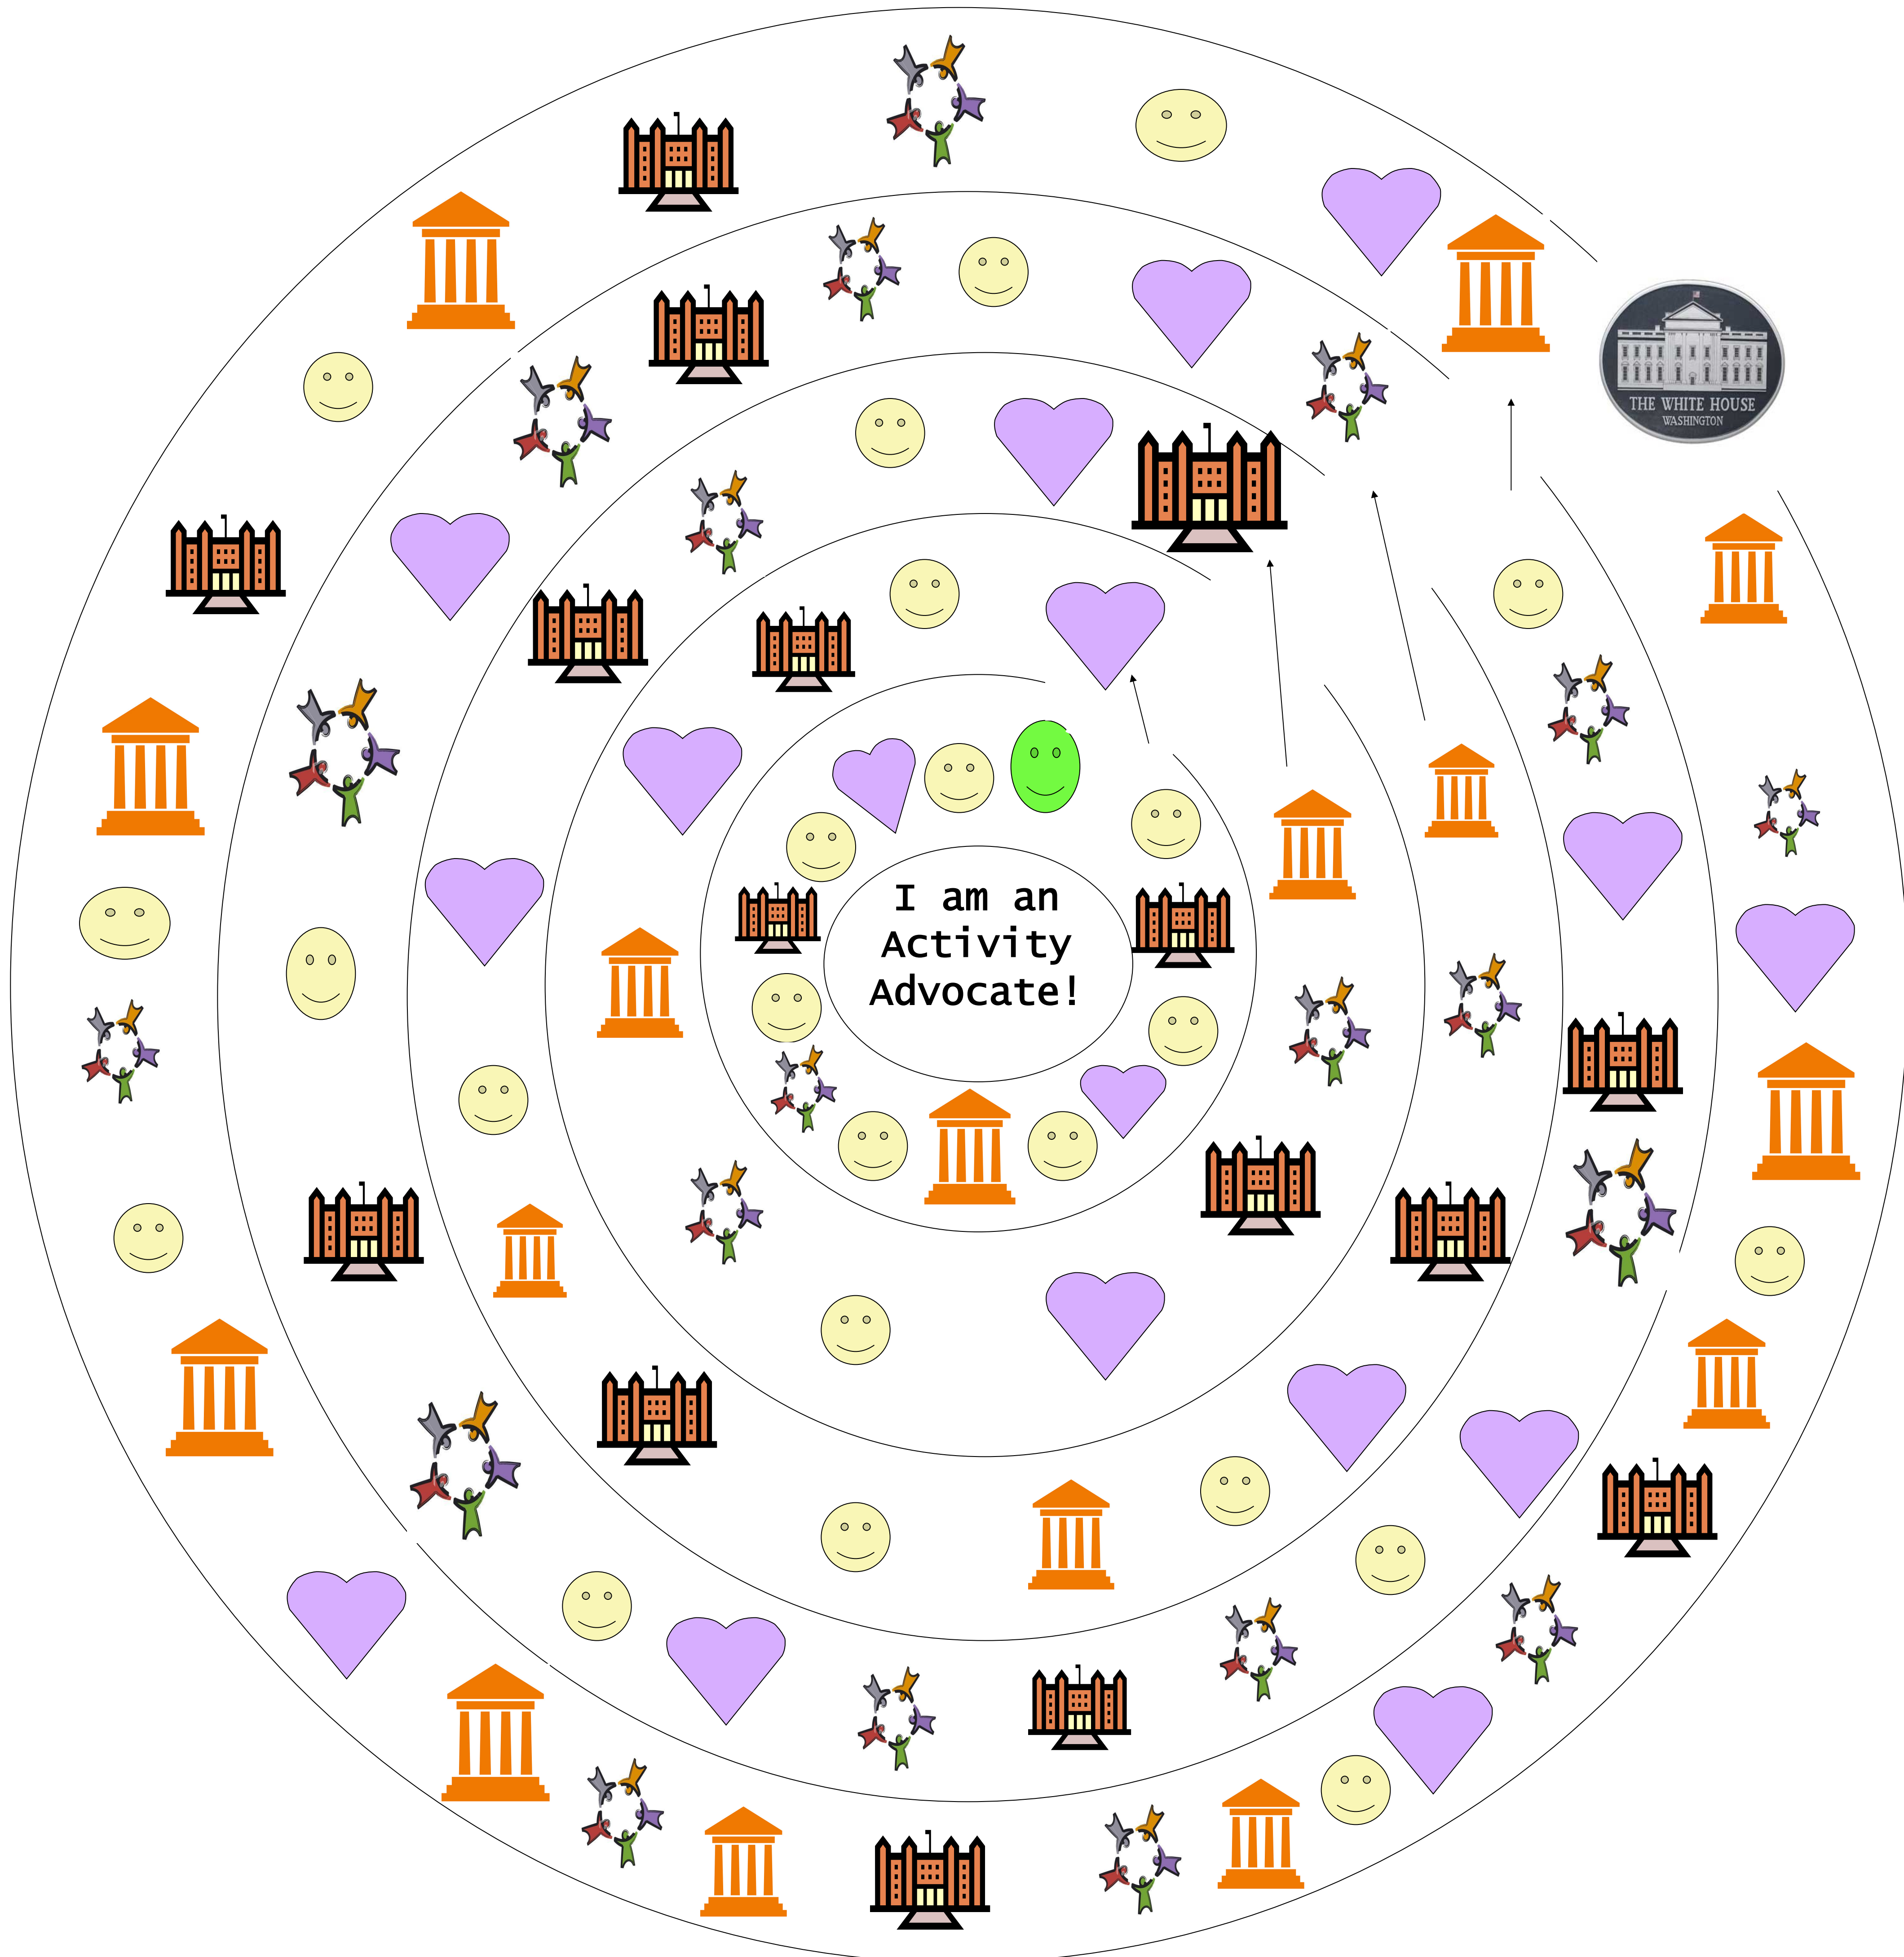 I am an
Activity
Advocate!
THE WHITE HOUSE
WASHINGTON